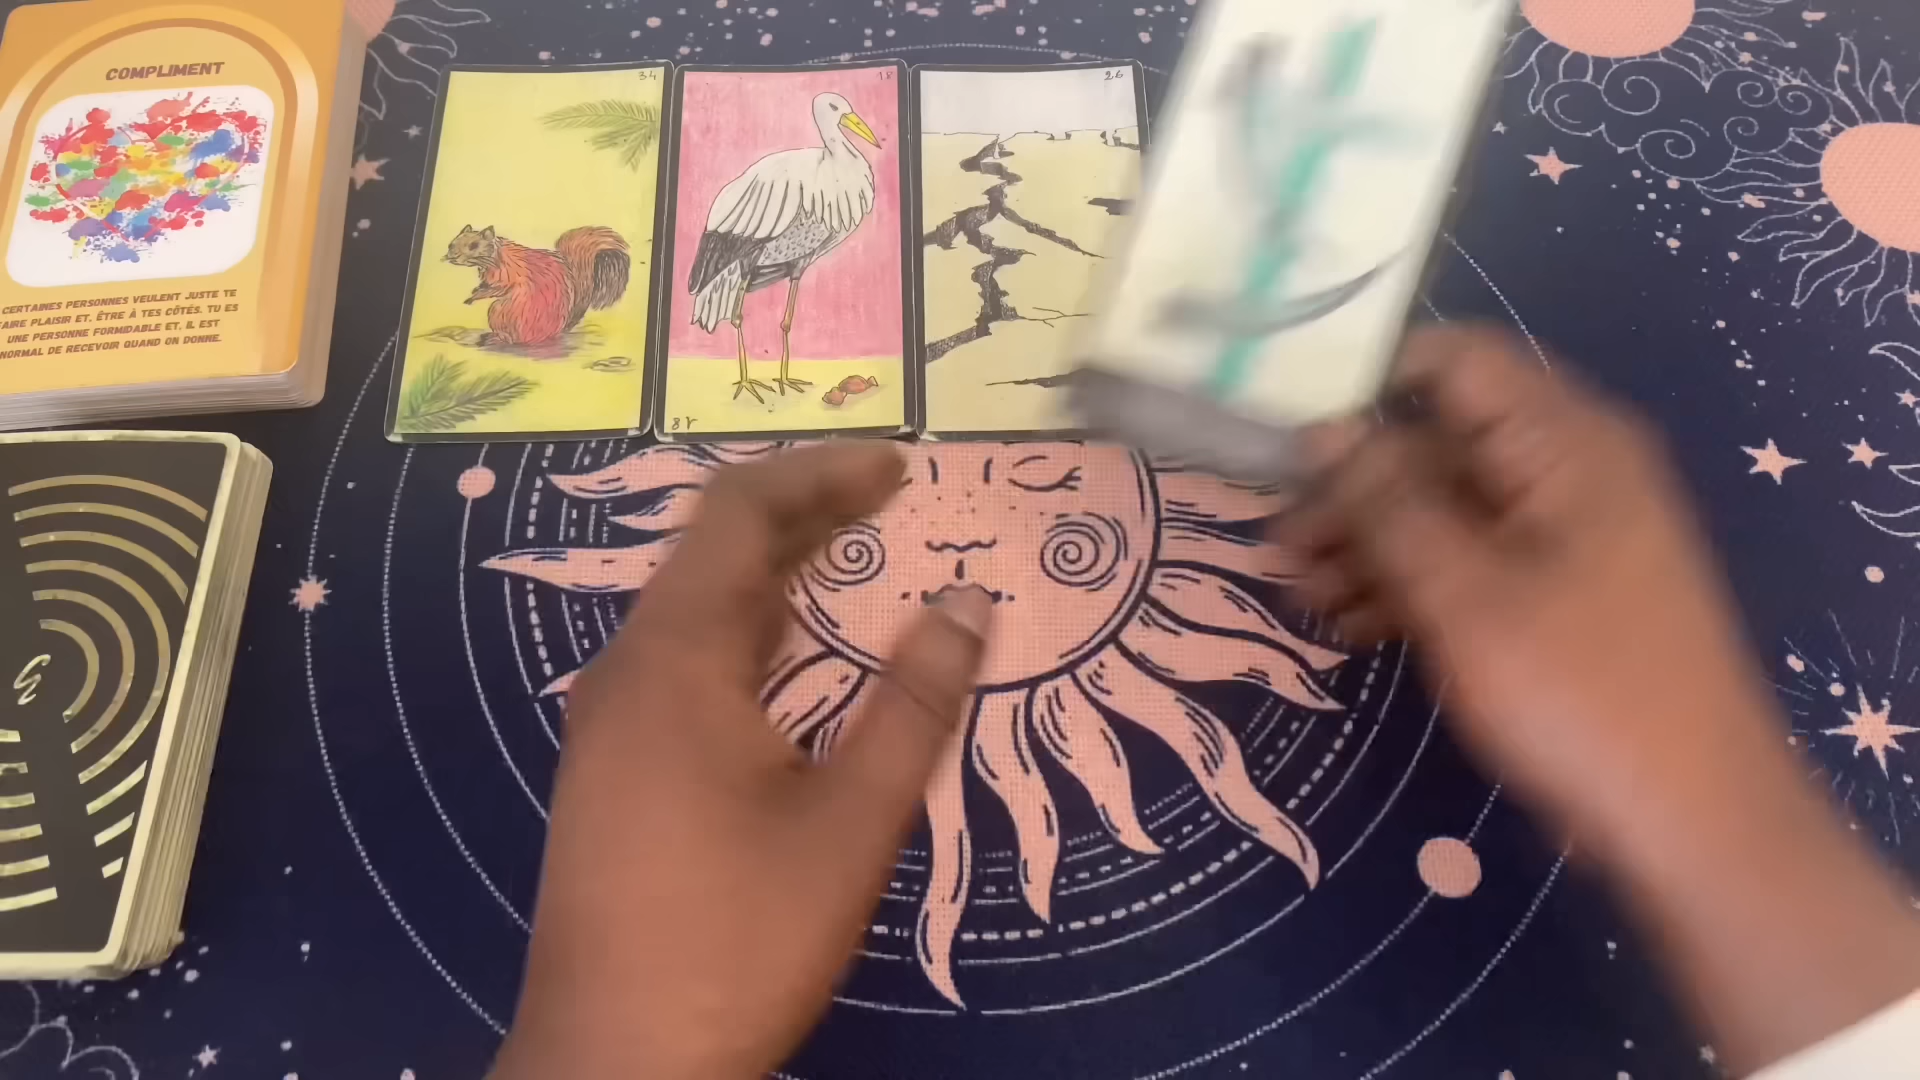 COMPLIMENT
CERTAINES PERSONNES VEULENT JUSTE TE
FAIRE PLAISIR ET, ÊTRE À TES CÔTÉS. TU ES
UNE PERSONNE FORMIDABLE ET, IL EST
NORMAL DE RECEVOIR QUAND ON DONNE.
34
18
26